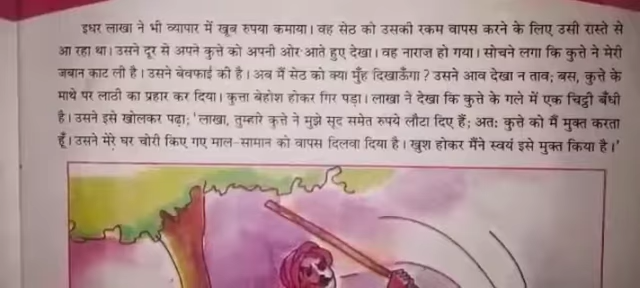 इधर लाखा ने भी व्यापार में खूब रुपया कमाया। वह सेठ को उसकी रकम वापस करने के लिए उसी रास्ते से
आ रहा था। उसने दूर से अपने कुत्ते को अपनी ओर आते हुए देखा। वह नाराज हो गया। सोचने लगा कि कुत्ते ने मेरी
जबान काट ली है। उसने बेवफाई की है। अब मैं सेठ को क्या मुँह दिखाऊँगा? उसने आव देखा न ताव; बस, कुत्ते के
माथे पर लाठी का प्रहार कर दिया। कुत्ता बेहोश होकर गिर पड़ा। लाखा ने देखा कि कुत्ते के गले में एक चिट्ठी बँधी
है। उसने इसे खोलकर पढ़ा; 'लाखा, तुम्हारे कुत्ते ने मुझे सूद समेत रुपये लौटा दिए हैं; अतः कुत्ते को मैं मुक्त करता
हूँ। उसने मेरे घर चोरी किए गए माल-सामान को वापस दिलवा दिया है। खुश होकर मैंने स्वयं इसे मुक्त किया है।'